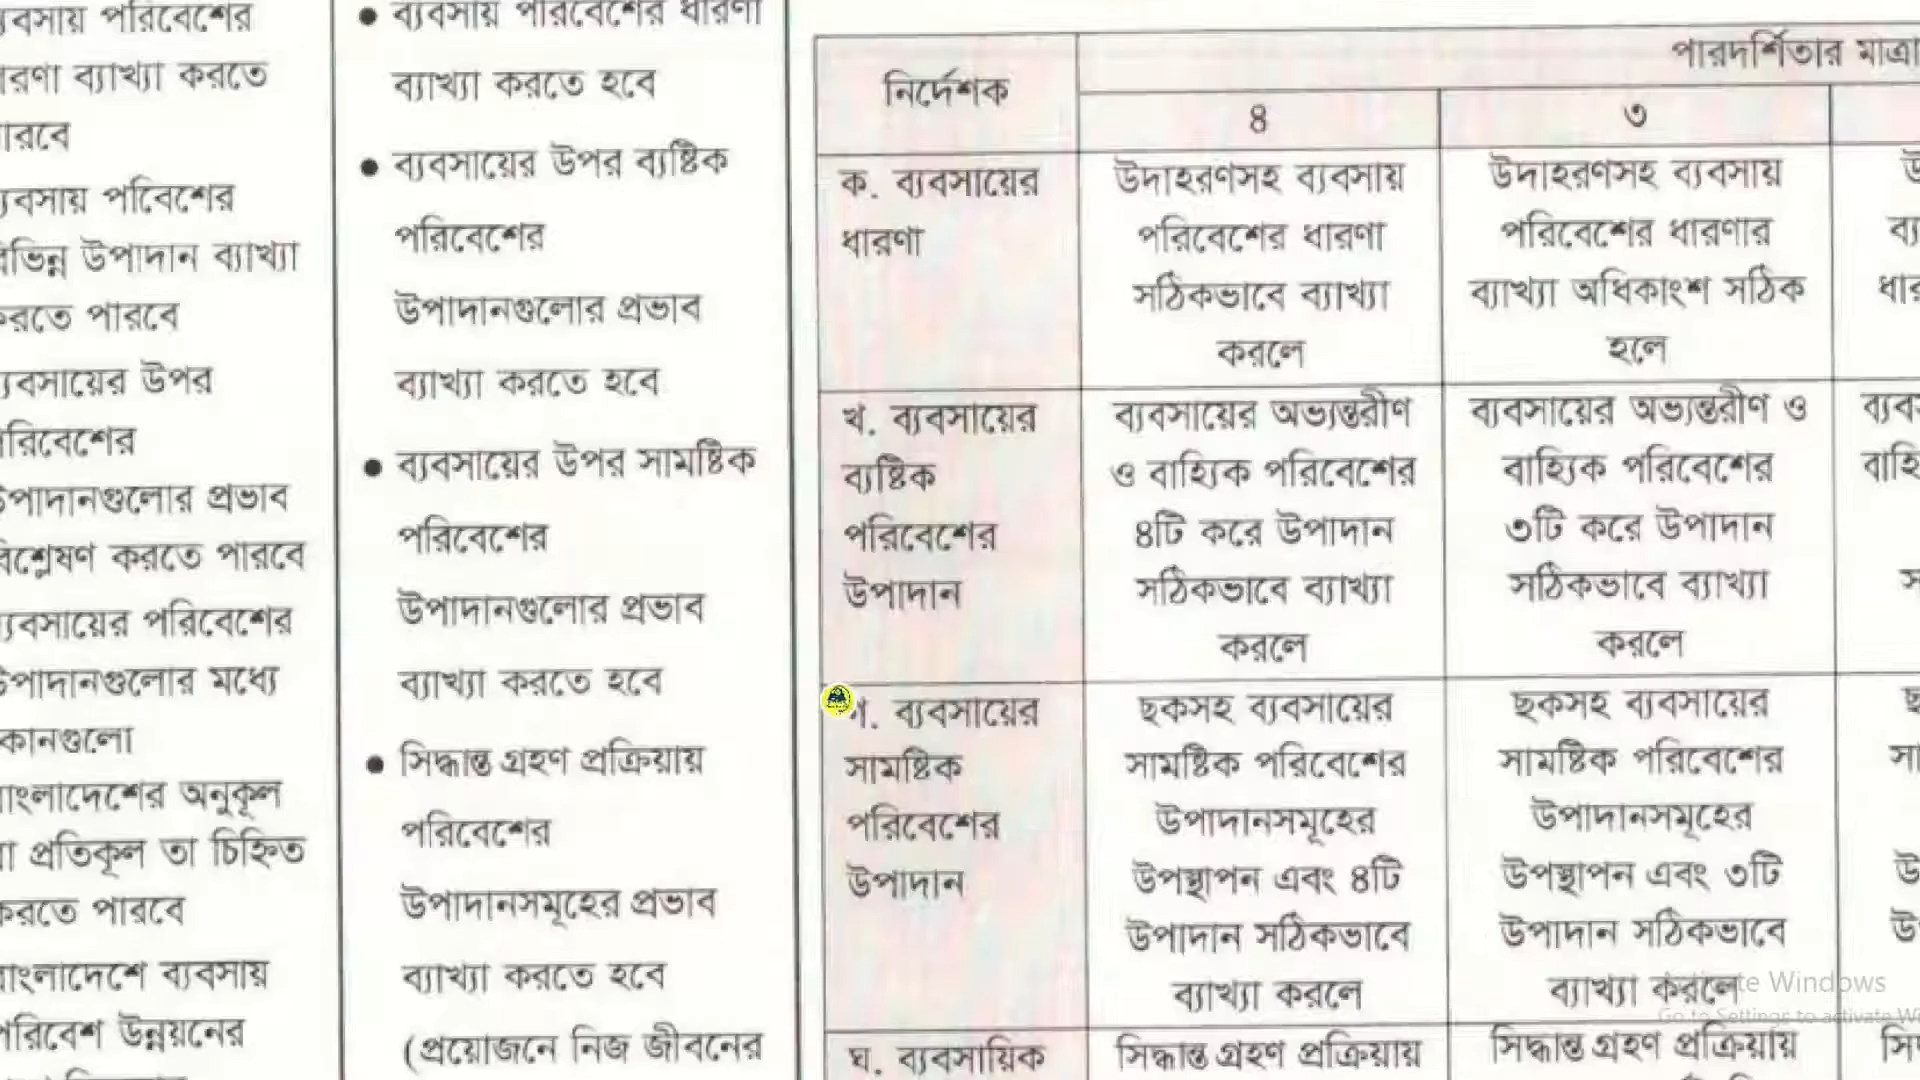 ব্যবসায় পরিবেশের
ব্যাখ্যা করতে
পারবে
ব্যবসায় পবিবেশের
বিভিন্ন উপাদান ব্যাখ্যা
করতে পারবে
ব্যবসায়ের উপর
পরিবেশের
উপাদানগুলোর প্রভাব
বিশ্লেষণ করতে পারবে
ব্যবসায়ের পরিবেশের
উপাদানগুলোর মধ্যে
কোনগুলো
বাংলাদেশের অনুকূল
বা প্রতিকূল তা চিহ্নিত
করতে পারবে
বাংলাদেশে ব্যবসায়
পরিবেশ উন্নয়নের
• ব্যবসায় পরিবেশের ধারণা
ব্যাখ্যা করতে হবে
• ব্যবসায়ের উপর ব্যষ্টিক
পরিবেশের
উপাদানগুলোর প্রভাব
ব্যাখ্যা করতে হবে
• ব্যবসায়ের উপর সামষ্টিক
পরিবেশের
উপাদানগুলোর প্রভাব
ব্যাখ্যা করতে হবে
• সিদ্ধান্ত গ্রহণ প্রক্রিয়ায়
পরিবেশের
উপাদানসমূহের প্রভাব
ব্যাখ্যা করতে হবে
(প্রয়োজনে নিজ জীবনের
নির্দেশক
পারদর্শিতার মাত্রা
৪
৩
ক. ব্যবসায়ের
ধারণা
উদাহরণসহ ব্যবসায়
পরিবেশের ধারণা
সঠিকভাবে ব্যাখ্যা
করলে
উদাহরণসহ ব্যবসায়
পরিবেশের ধারণার
ব্যাখ্যা অধিকাংশ সঠিক
হলে
খ. ব্যবসায়ের
ব্যষ্টিক
পরিবেশের
উপাদান
ব্যবসায়ের অভ্যন্তরীণ
ও বাহ্যিক পরিবেশের
৪টি করে উপাদান
সঠিকভাবে ব্যাখ্যা
করলে
ব্যবসায়ের অভ্যন্তরীণ ও
বাহ্যিক পরিবেশের
৩টি করে উপাদান
সঠিকভাবে ব্যাখ্যা
করলে
গ. ব্যবসায়ের
সামষ্টিক
পরিবেশের
উপাদান
ছকসহ ব্যবসায়ের
সামষ্টিক পরিবেশের
উপাদানসমূহের
উপস্থাপন এবং ৪টি
উপাদান সঠিকভাবে
ব্যাখ্যা করলে
ছকসহ ব্যবসায়ের
সামষ্টিক পরিবেশের
উপাদানসমূহের
উপস্থাপন এবং ৩টি
উপাদান সঠিকভাবে
ব্যাখ্যা করলে
ঘ. ব্যবসায়িক
সিদ্ধান্ত গ্রহণ প্রক্রিয়ায়
সিদ্ধান্ত গ্রহণ প্রক্রিয়ায়
Windows
Go to Settings to activate